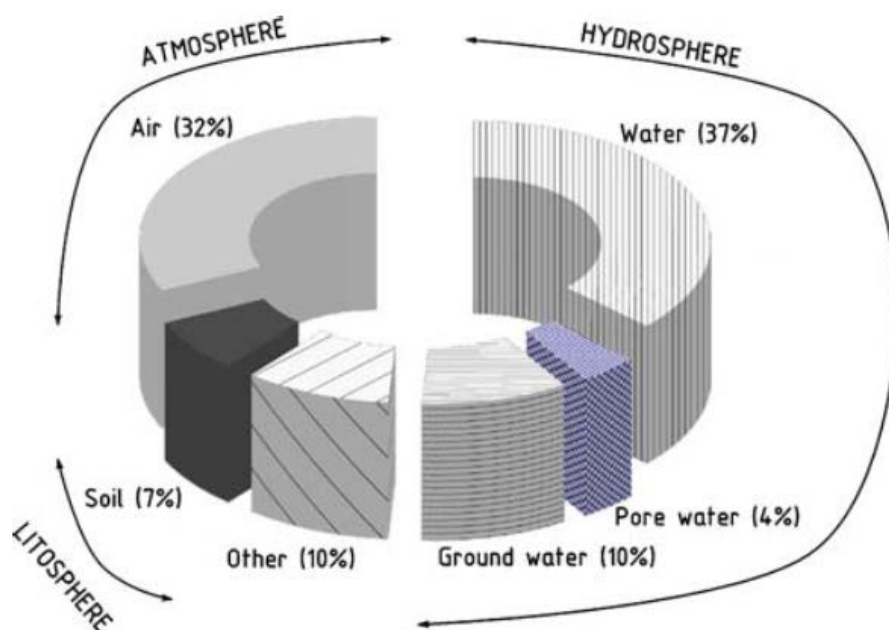 ATMOSPHERE
HYDROSPHERE
Air (32%)
Water (37%)
Soil (7%)
Pore water (4%)
Other (10%)
Ground water (10%)
LITOSPHERE